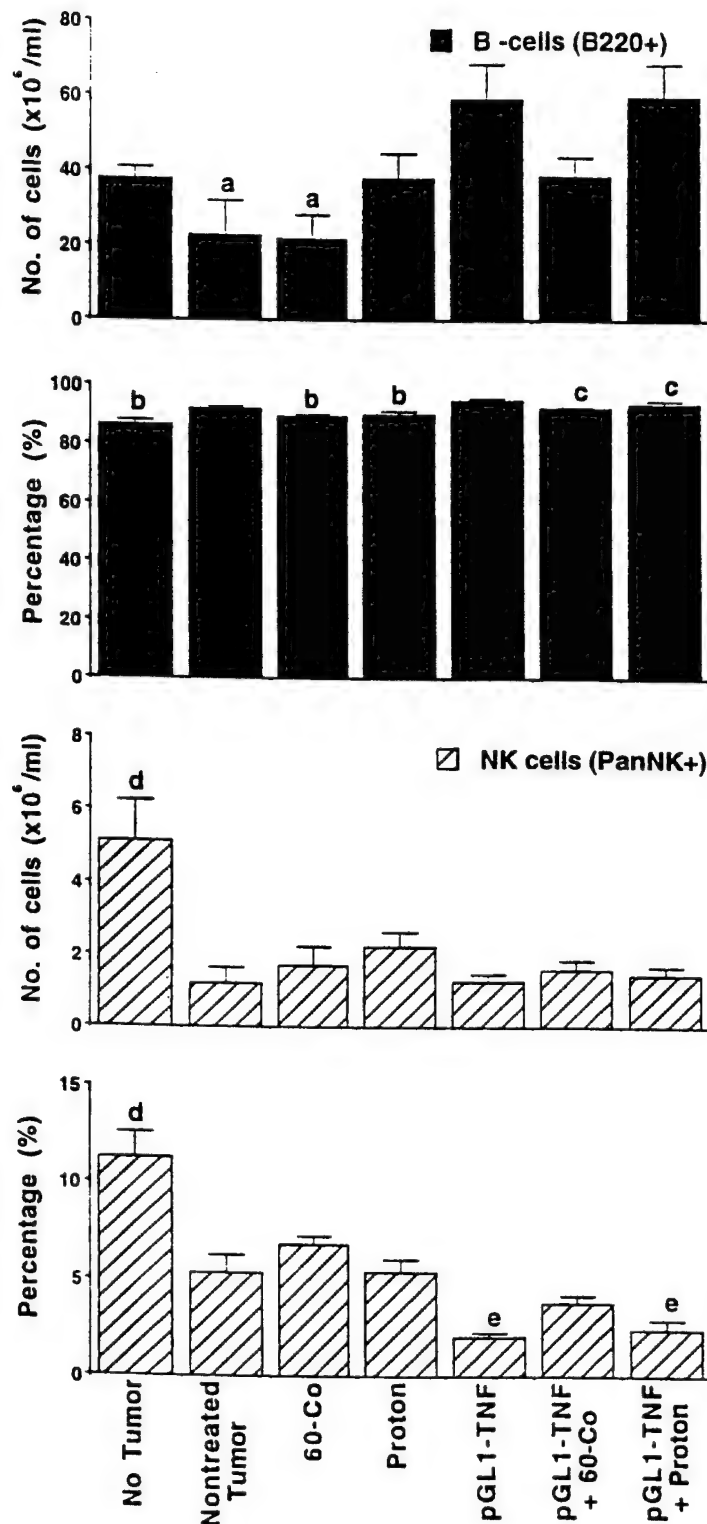 80
60
40
20
0
No. of cells (x10⁶/ml)
B -cells (B220+)
a
a
100
80
60
40
20
0
Percentage (%)
b
b
b
c
c
8
6
4
2
0
No. of cells (x10⁶/ml)
NK cells (PanNK+)
d
15
10
5
0
Percentage (%)
d
e
e
No Tumor
Nontreated
Tumor
60-Co
Proton
pGL1-TNF
pGL1-TNF
+ 60-Co
pGL1-TNF
+ Proton